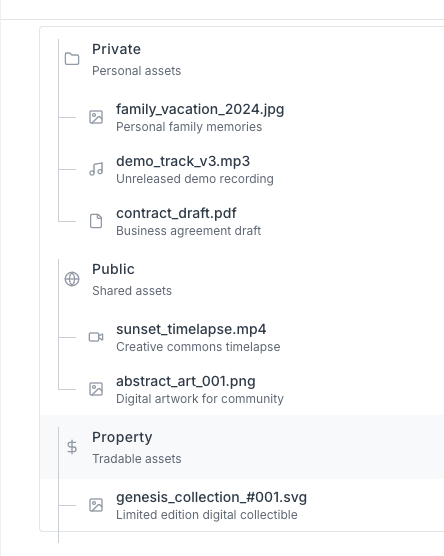 Private
Personal assets
family_vacation_2024.jpg
Personal family memories
demo_track_v3.mp3
Unreleased demo recording
contract_draft.pdf
Business agreement draft
Public
Shared assets
sunset_timelapse.mp4
Creative commons timelapse
abstract_art_001.png
Digital artwork for community
Property
Tradable assets
genesis_collection_#001.svg
Limited edition digital collectible